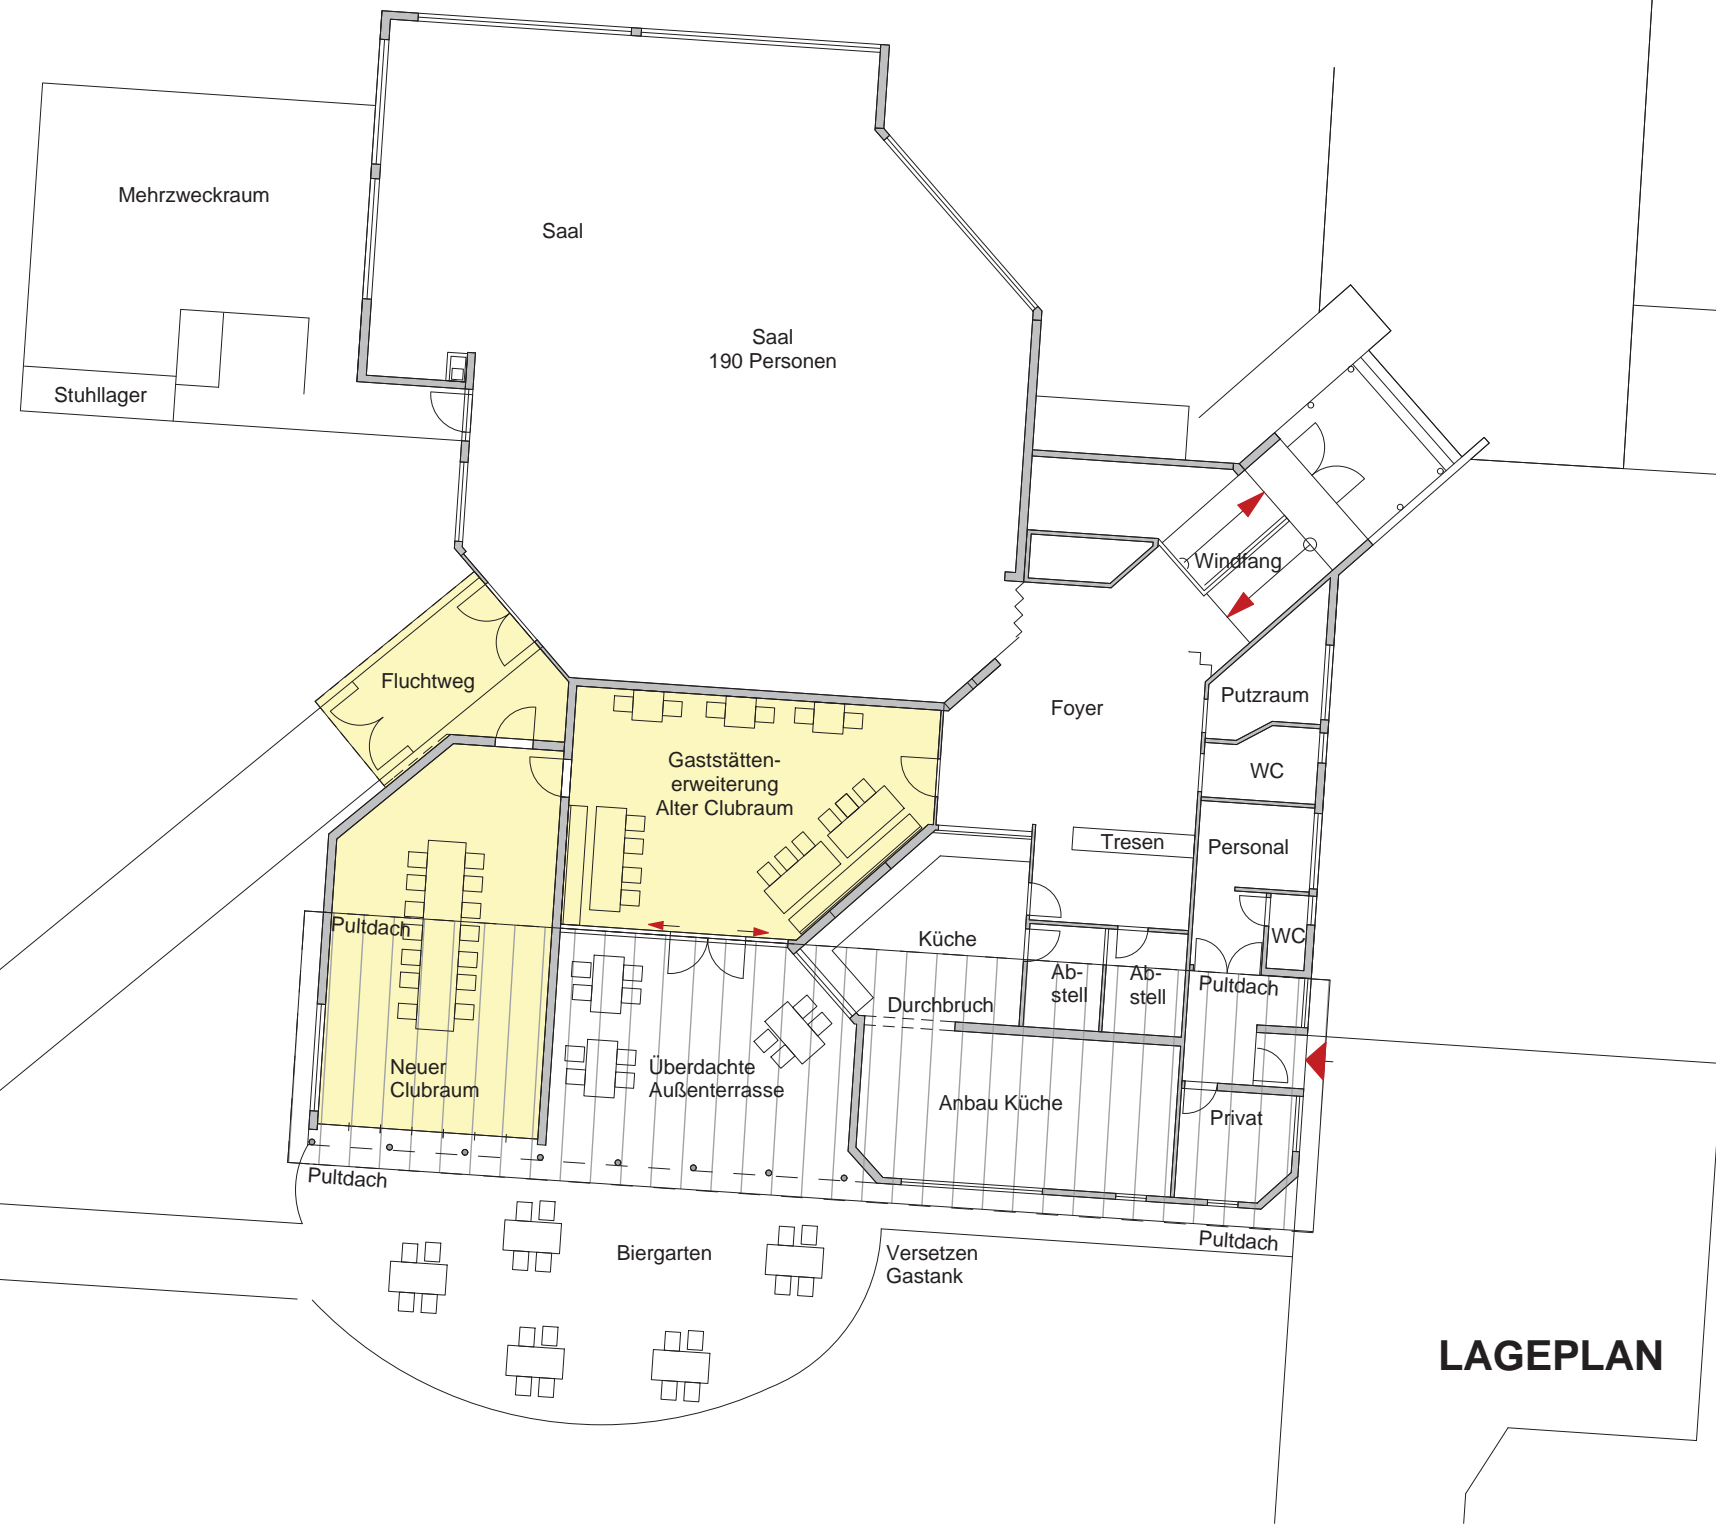 Mehrzweckraum
Saal
Saal
190 Personen
Stuhllager
Windfang
Fluchtweg
Putzraum
Foyer
Gaststätten-
erweiterung
Alter Clubraum
WC
Tresen
Personal
Pultdach
Küche
WC
Ab-
stell
Ab-
stell
Pultdach
Durchbruch
Neuer
Clubraum
Überdachte
Außenterrasse
Anbau Küche
Privat
Pultdach
Biergarten
Versetzen
Gastank
Pultdach
LAGEPLAN